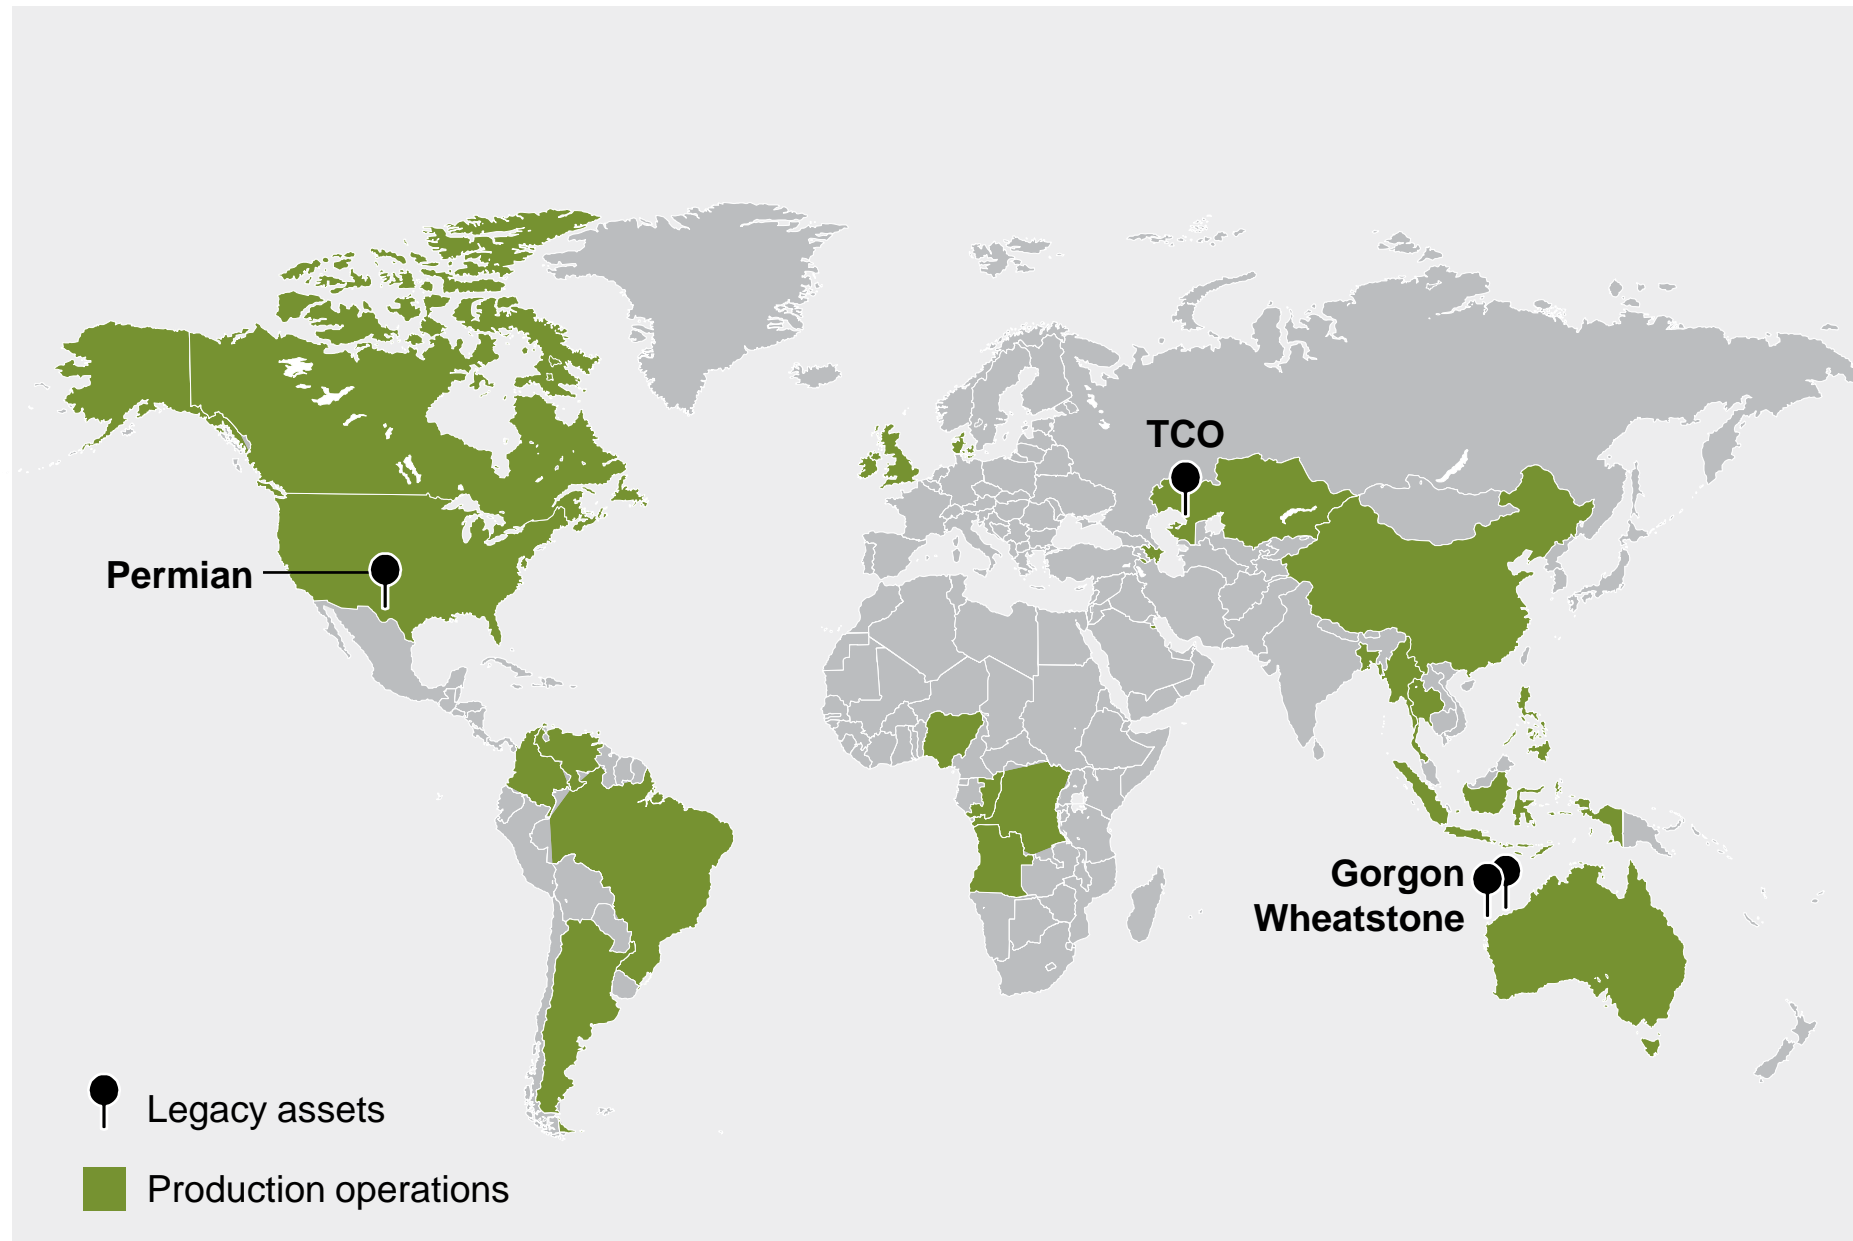 TCO
Permian
Gorgon
Wheatstone
Legacy assets
Production operations